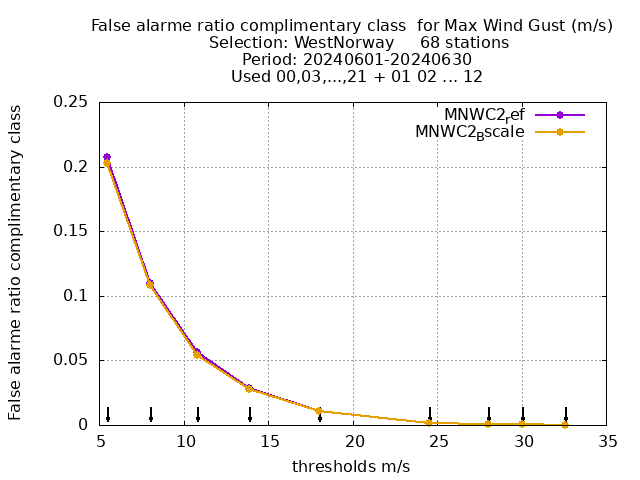 False alarme ratio complimentary class  for Max Wind Gust (m/s)
Selection: WestNorway     68 stations
Period: 20240601-20240630
Used 00,03,...,21 + 01 02 ... 12
False alarme ratio complimentary class
0.25
0.2
0.15
0.1
0.05
0
MNWC2ref
MNWC2Bscale
5 10 15 20 25 30 35
thresholds m/s